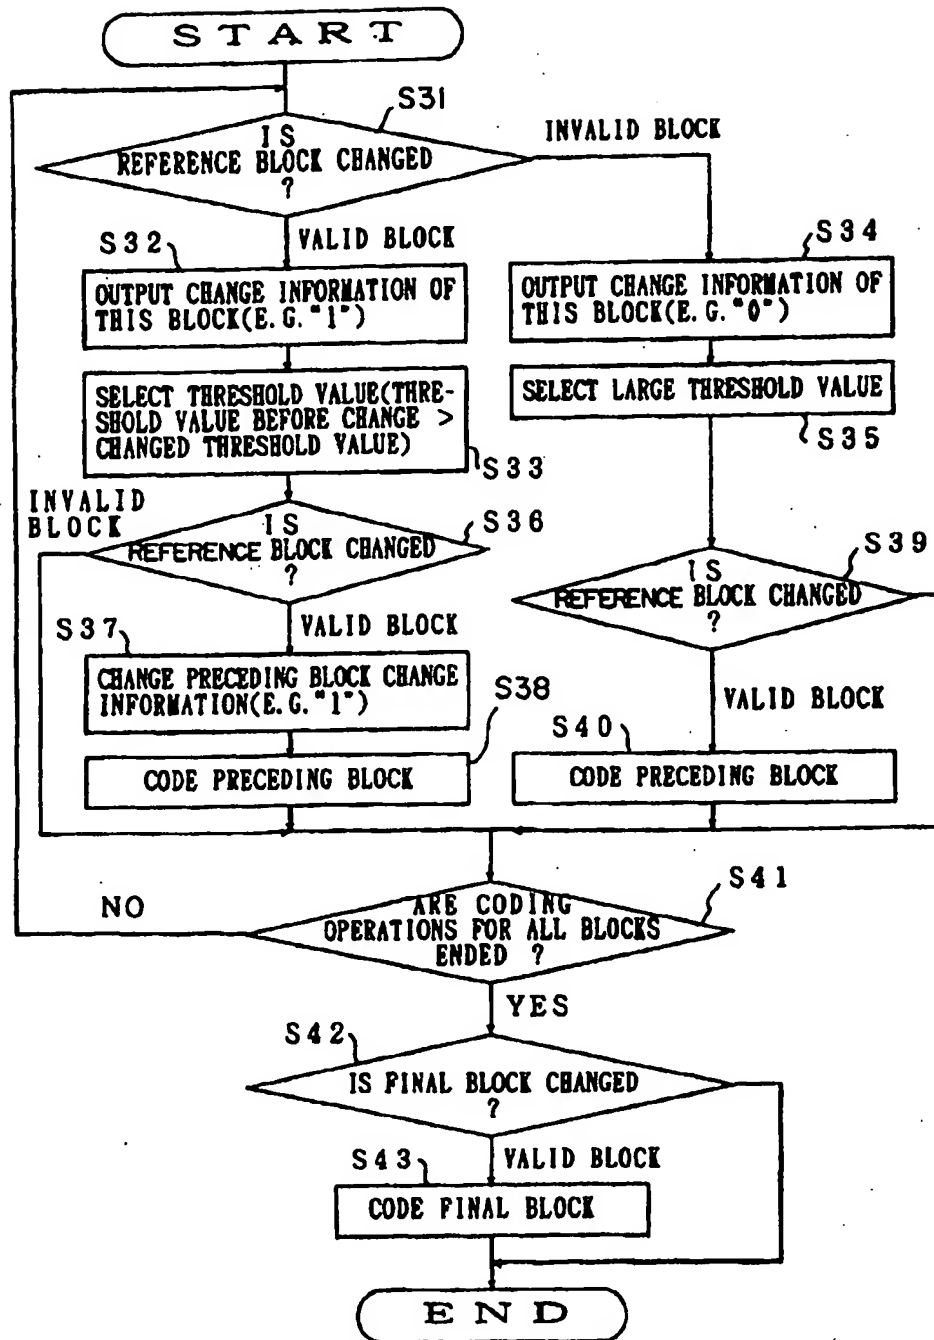 START
S31
IS
REFERENCE BLOCK CHANGED
?
INVALID BLOCK
S32
VALID BLOCK
S34
OUTPUT CHANGE INFORMATION OF
THIS BLOCK(E.G."1")
OUTPUT CHANGE INFORMATION OF
THIS BLOCK(E.G."0")
SELECT THRESHOLD VALUE(THRE-
SHOLD VALUE BEFORE CHANGE >
CHANGED THRESHOLD VALUE)
S33
SELECT LARGE THRESHOLD VALUE
S35
INVALID
BLOCK
IS
REFERENCE BLOCK CHANGED
?
S36
IS
REFERENCE BLOCK CHANGED
?
S39
S37
VALID BLOCK
CHANGE PRECEDING BLOCK CHANGE
INFORMATION(E.G."1")
S38
CODE PRECEDING BLOCK
VALID BLOCK
S40
CODE PRECEDING BLOCK
NO
S41
ARE CODING
OPERATIONS FOR ALL BLOCKS
ENDED ?
YES
S42
IS FINAL BLOCK CHANGED
?
S43
VALID BLOCK
CODE FINAL BLOCK
END